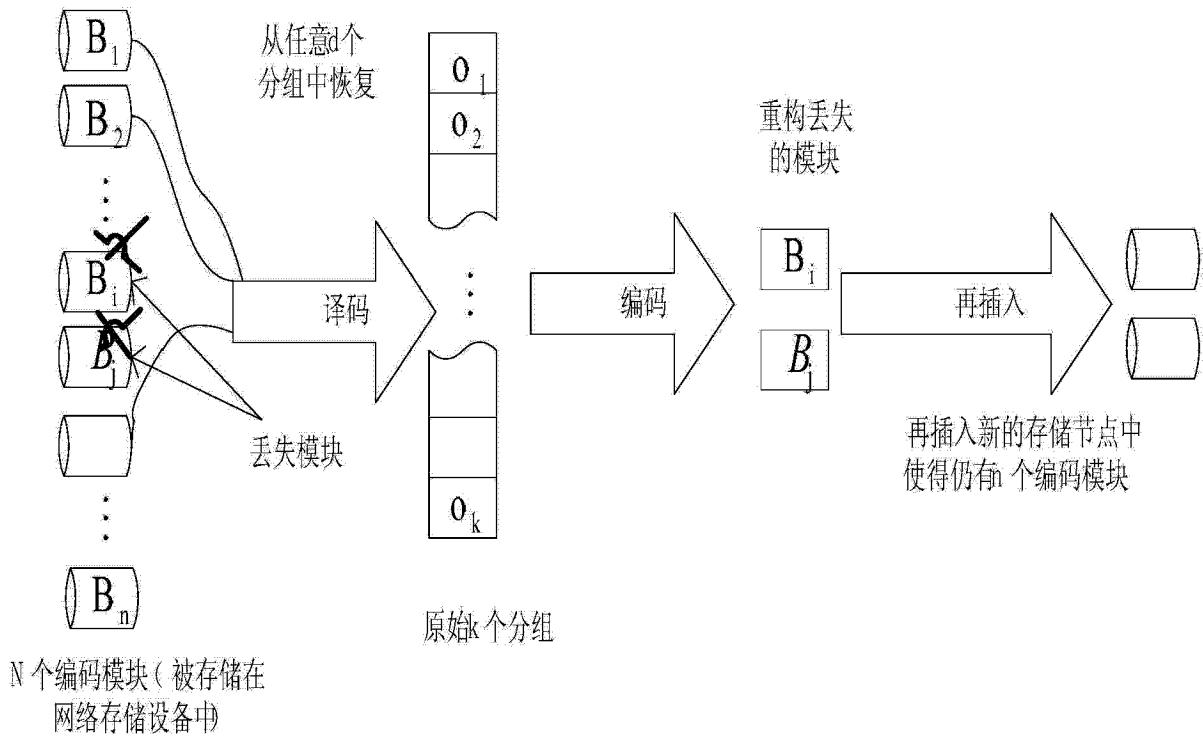 B1
B2
Bi
Bj
Bn
N 个编码模块( 被存储在
网络存储设备中)
从任意d个
分组中恢复
译码
丢失模块
o1
o2
ok
原始k 个分组
编码
重构丢失
的模块
Bi
Bj
再插入
再插入新的存储节点中
使得仍有n 个编码模块